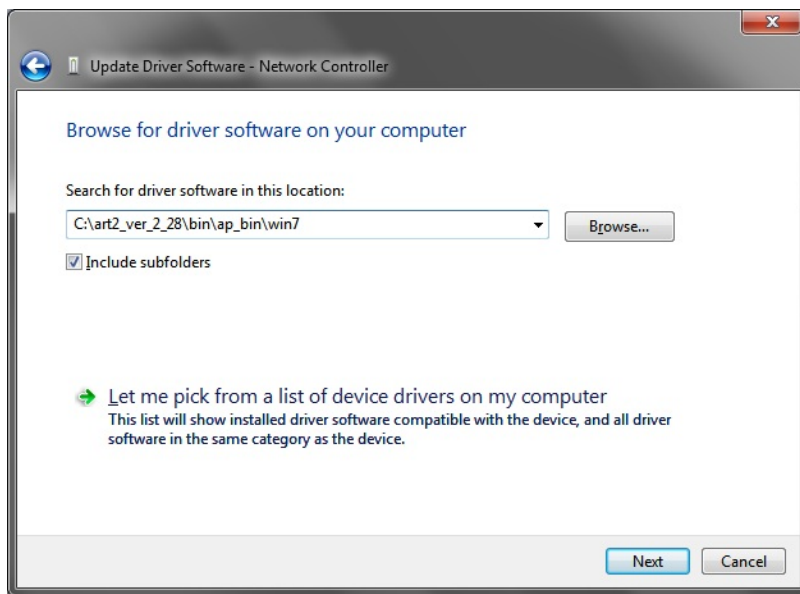 Update Driver Software - Network Controller
Browse for driver software on your computer
Search for driver software in this location:
C:\art2_ver_2_28\bin\ap_bin\win7
Browse...
Include subfolders
Let me pick from a list of device drivers on my computer
This list will show installed driver software compatible with the device, and all driver
software in the same category as the device.
Next
Cancel